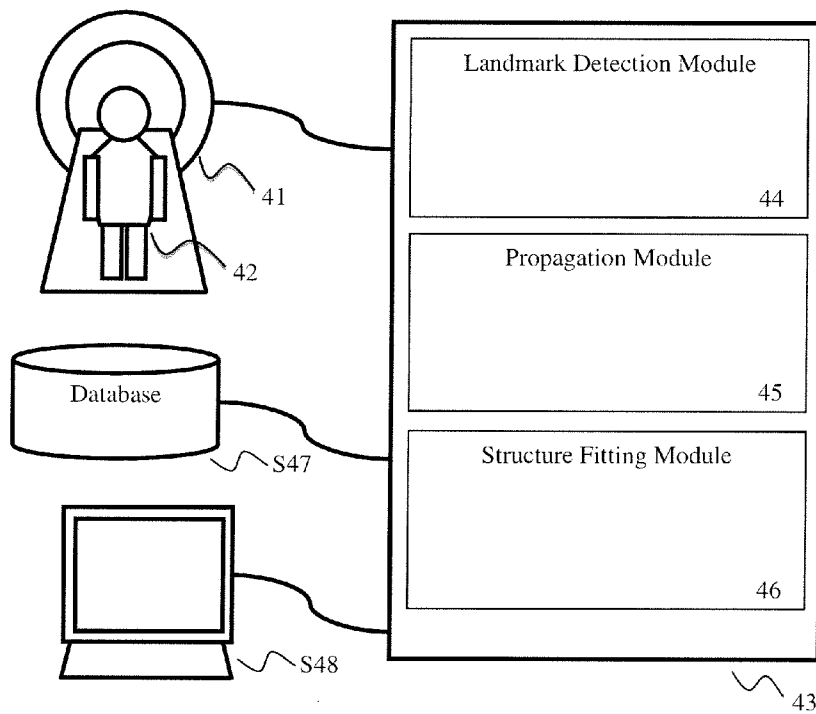 Landmark Detection Module
44
41
42
Propagation Module
45
Database
S47
Structure Fitting Module
46
S48
43